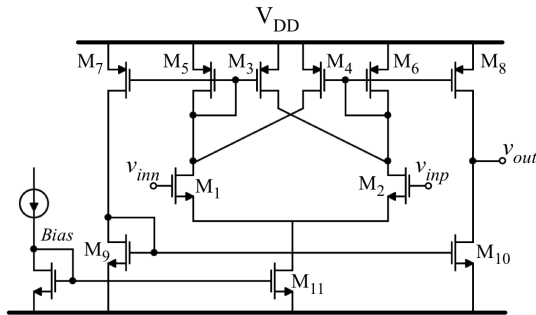 V_DD
M_7
M_5
M_3
M_4
M_6
M_8
v_inn
M_1
M_2
v_inp
v_out
Bias
M_9
M_10
M_11